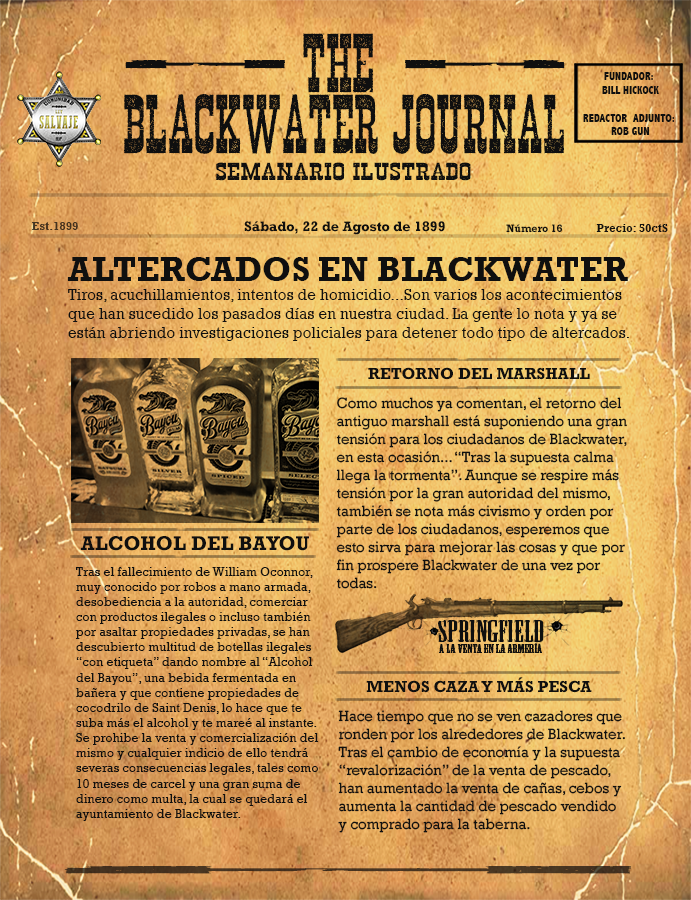 THE
BLACKWATER JOURNAL
SEMANARIO ILUSTRADO
COMUNIDAD
SALVAJE
FUNDADOR:
BILL HICKOCK
REDACTOR ADJUNTO:
ROB GUN
Est.1899
Sábado, 22 de Agosto de 1899
Número 16
Precio: 50ctS
ALTERCADOS EN BLACKWATER
Tiros, acuchillamientos, intentos de homicidio...Son varios los acontecimientos
que han sucedido los pasados días en nuestra ciudad. La gente lo nota y ya se
están abriendo investigaciones policiales para detener todo tipo de altercados.
Bayou
Bayou
SILVER
Bayou
SPICED
Bayou
SELECT
ALCOHOL DEL BAYOU
Tras el fallecimiento de William Oconnor,
muy conocido por robos a mano armada,
desobediencia a la autoridad, comerciar
con productos ilegales o incluso también
por asaltar propiedades privadas, se han
descubierto multitud de botellas ilegales
“con etiqueta” dando nombre al “Alcohol
del Bayou”, una bebida fermentada en
bañera y que contiene propiedades de
cocodrilo de Saint Denis, lo hace que te
suba más el alcohol y te mareé al instante.
Se prohibe la venta y comercialización del
mismo y cualquier indicio de ello tendrá
severas consecuencias legales, tales como
10 meses de carcel y una gran suma de
dinero como multa, la cual se quedará el
ayuntamiento de Blackwater.
RETORNO DEL MARSHALL
Como muchos ya comentan, el retorno del
antiguo marshall está suponiendo una gran
tensión para los ciudadanos de Blackwater,
en esta ocasión... “Tras la supuesta calma
llega la tormenta”. Aunque se respire más
tensión por la gran autoridad del mismo,
también se nota más civismo y orden por
parte de los ciudadanos, esperemos que
esto sirva para mejorar las cosas y que por
fin prospere Blackwater de una vez por
todas.
SPRINGFIELD
A LA VENTA EN LA ARMERÍA
MENOS CAZA Y MÁS PESCA
Hace tiempo que no se ven cazadores que
ronden por los alrededores de Blackwater.
Tras el cambio de economía y la supuesta
“revalorización” de la venta de pescado,
han aumentado la venta de cañas, cebos y
aumenta la cantidad de pescado vendido
y comprado para la taberna.